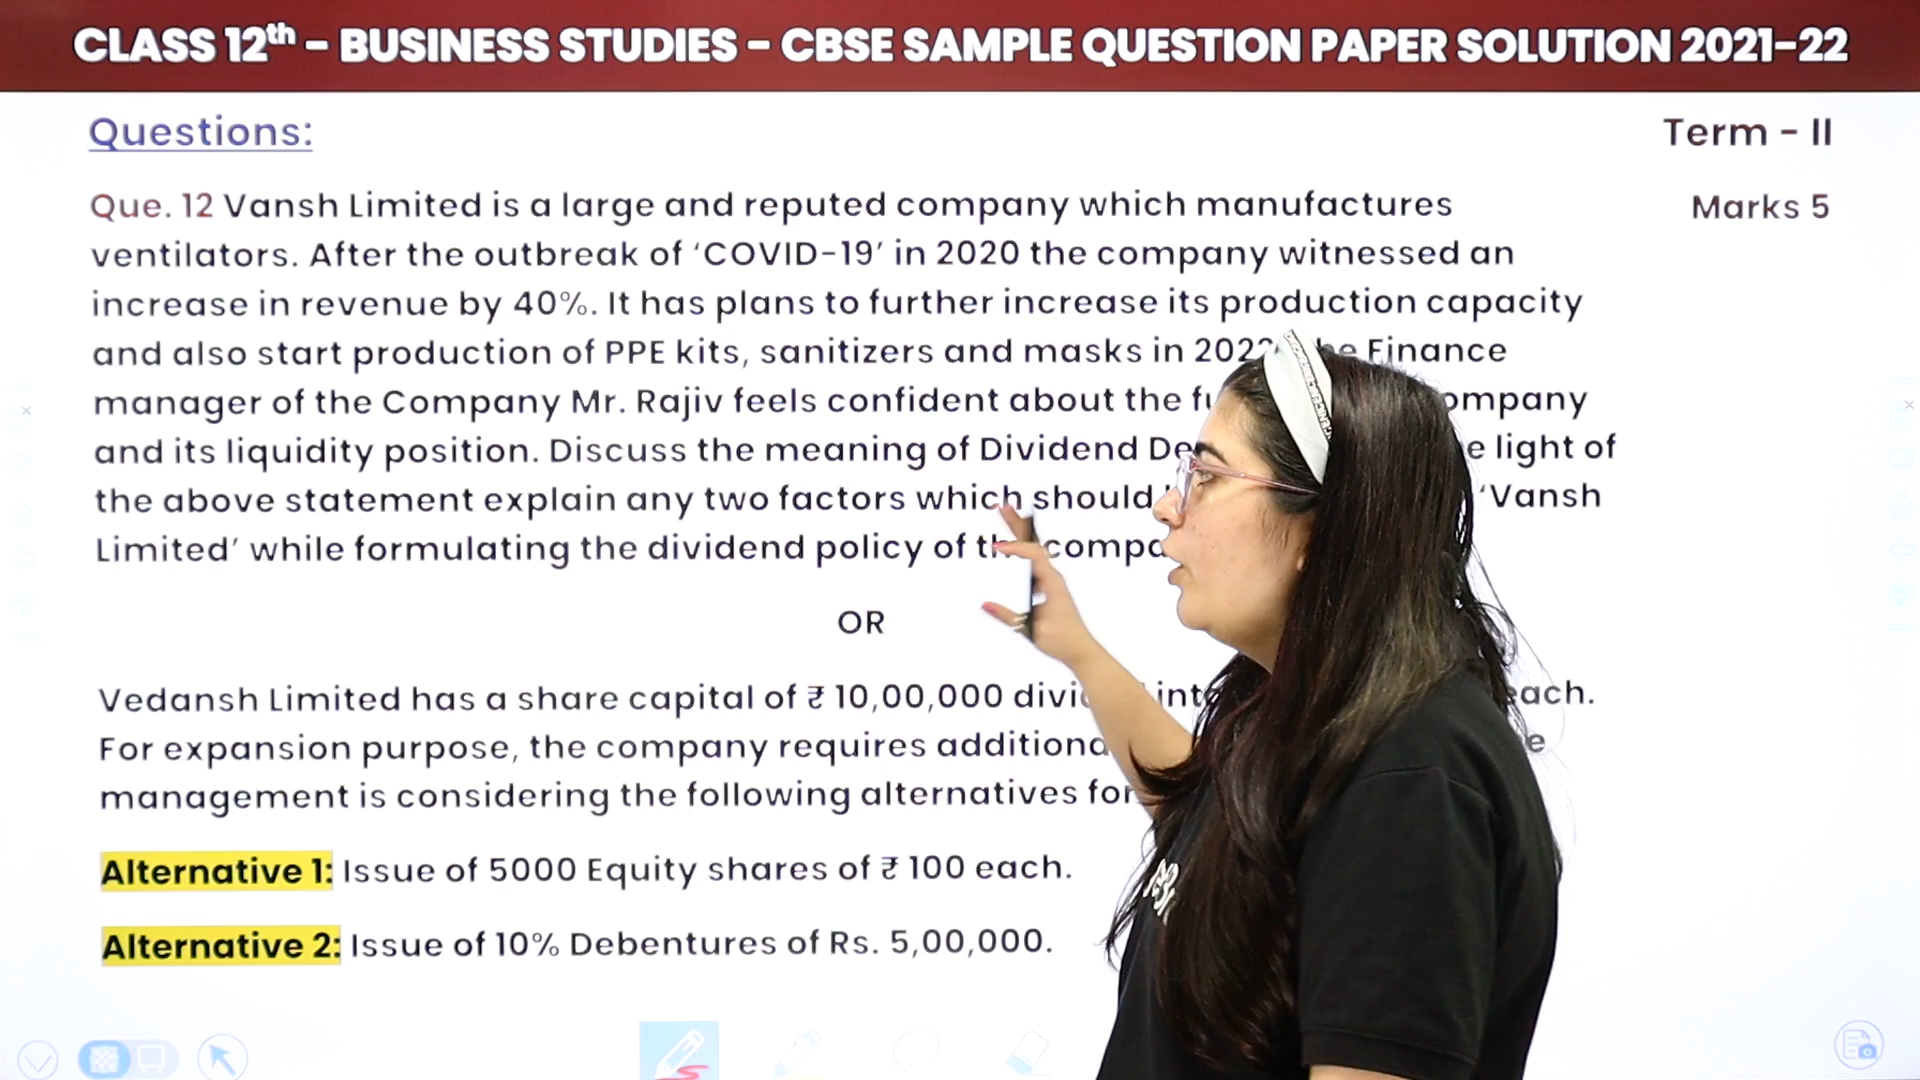 CLASS 12th – BUSINESS STUDIES – CBSE SAMPLE QUESTION PAPER SOLUTION 2021–22
Questions:
Term - II
Que. 12 Vansh Limited is a large and reputed company which manufactures
Marks 5
ventilators. After the outbreak of ‘COVID-19’ in 2020 the company witnessed an
increase in revenue by 40%. It has plans to further increase its production capacity
and also start production of PPE kits, sanitizers and masks in Finance
manager of the Company Mr. Rajiv feels confident about the
and its liquidity position. Discuss the meaning of Dividend light of
the above statement explain any two factors which should ‘Vansh
Limited’ while formulating the dividend policy of
OR
Vedansh Limited has a share capital of ₹ 10,00,000 each.
For expansion purpose, the company requires
management is considering the following alternatives for
Alternative 1: Issue of 5000 Equity shares of ₹ 100 each.
Alternative 2: Issue of 10% Debentures of Rs. 5,00,000.